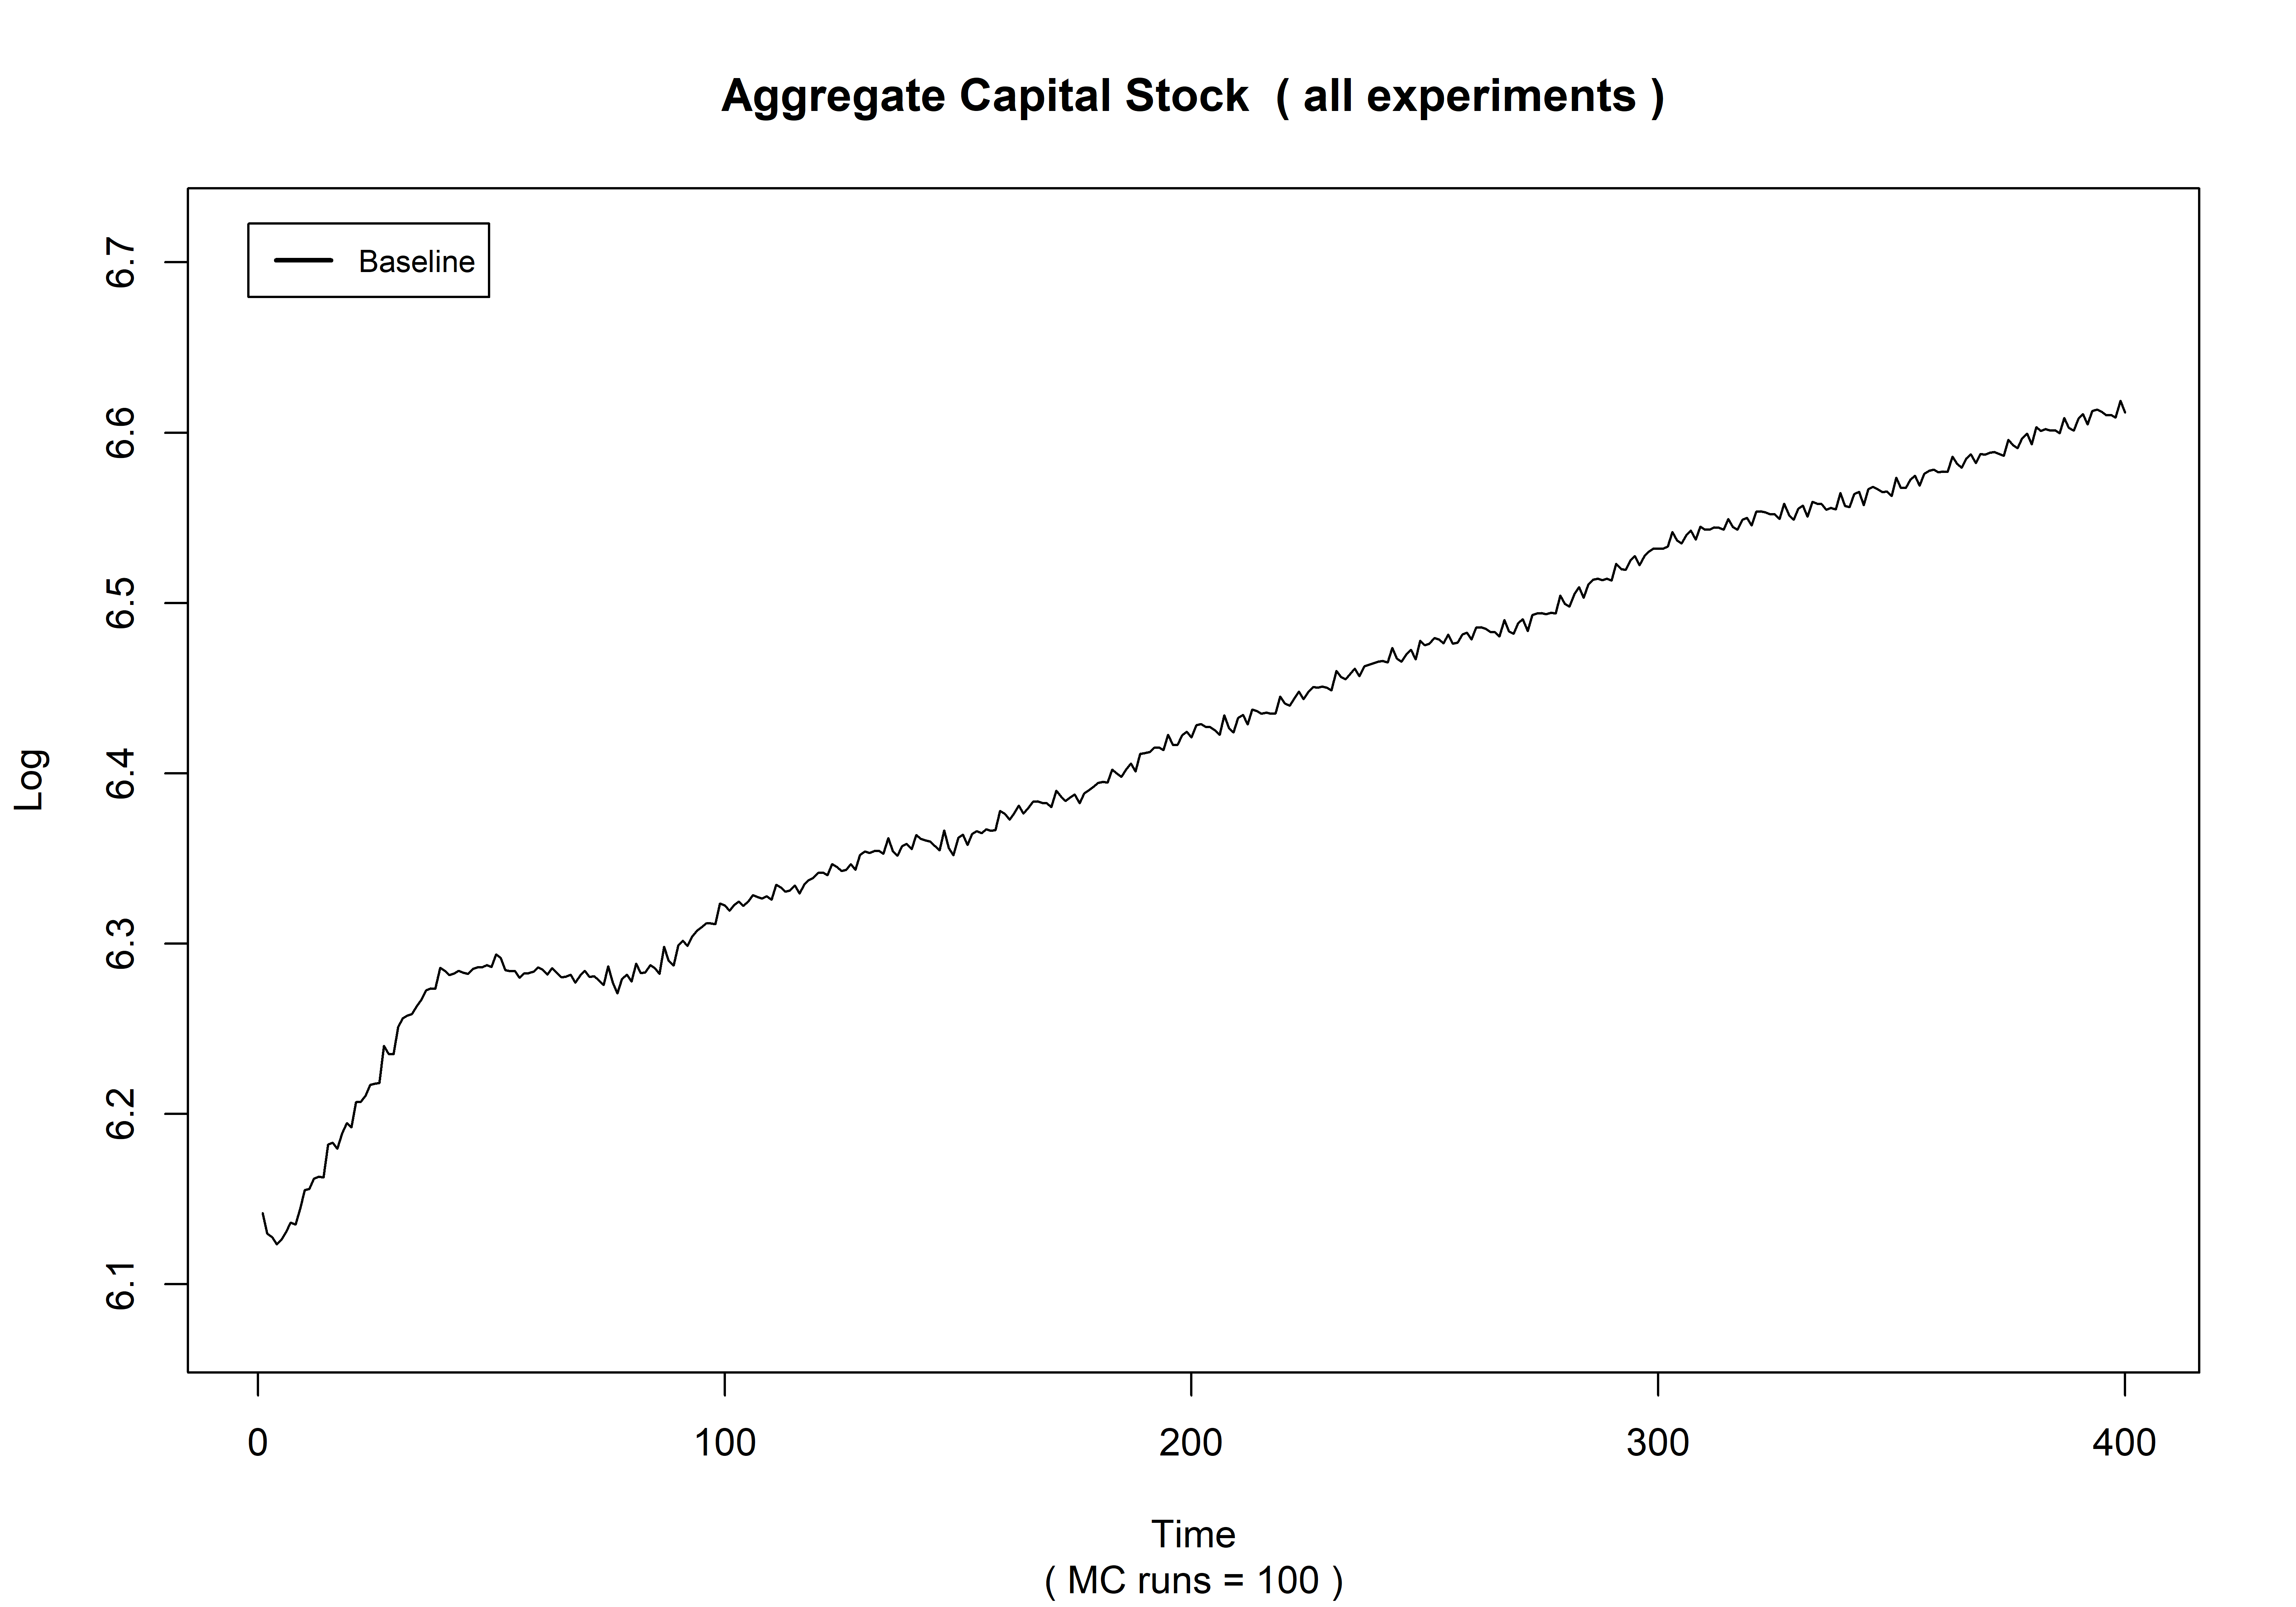 Aggregate Capital Stock ( all experiments )
Baseline
Log
6.7
6.6
6.5
6.4
6.3
6.2
6.1
0 100 200 300 400
Time
( MC runs = 100 )